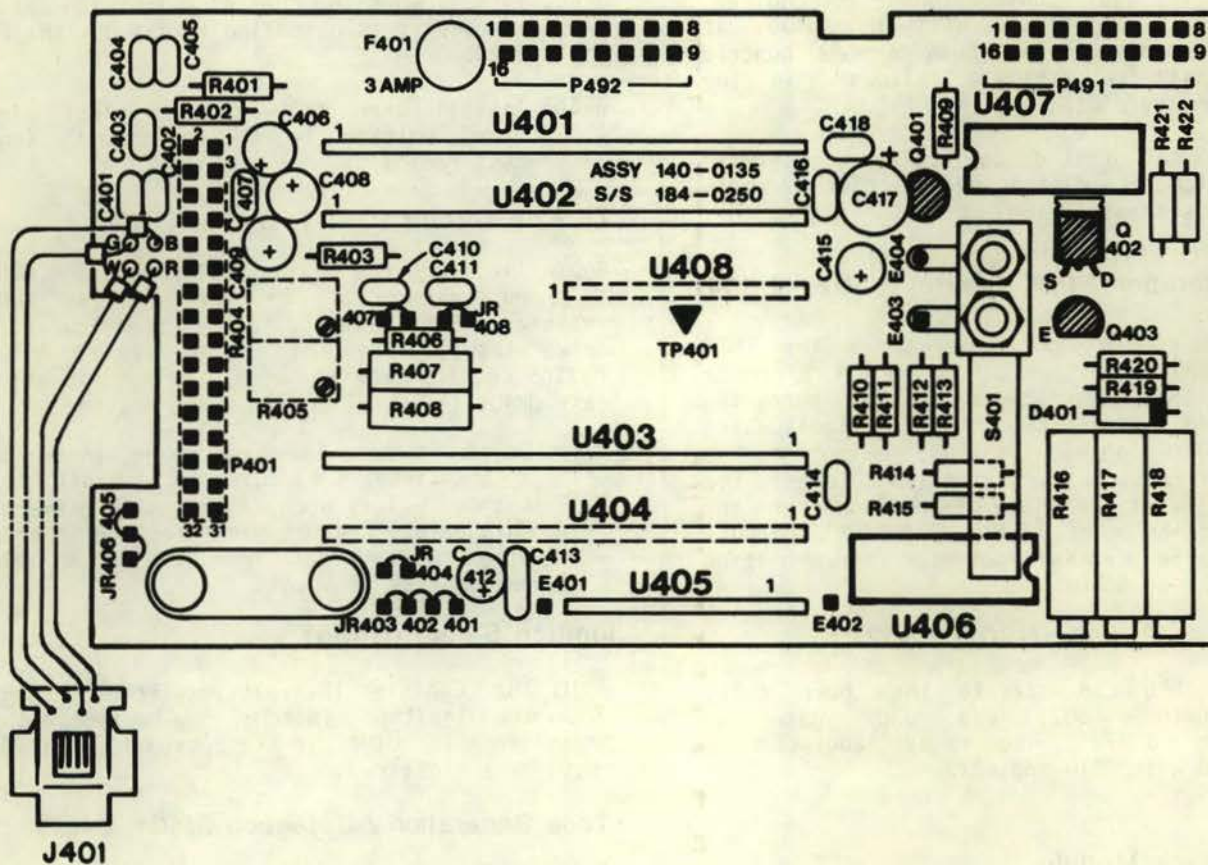 C404
C405
F401
3 AMP
1 8
16 9
P492
1 8
16 9
P491
R401
R402
C403
C402
2 1
3
C406
U401
1
C418
Q401
R409
U407
R421
R422
C401
C407
C408
ASSY 140-0135
S/S 184-0250
U402
1
C416
C417
Q
402
S D
G B
W R
C409
R403
C410
C411
U408
1
C415
E404
R404
407
JR
408
TP401
E403
E Q403
R406
R407
R408
R405
R410
R411
R412
R413
S401
R420
R419
D401
U403
1
P401
R414
R415
C414
R416
R417
R418
U404
1
405
JR406
32 31
JR
404
C
412
C413
E401
U405
1
E402
U406
JR403 402 401
J401